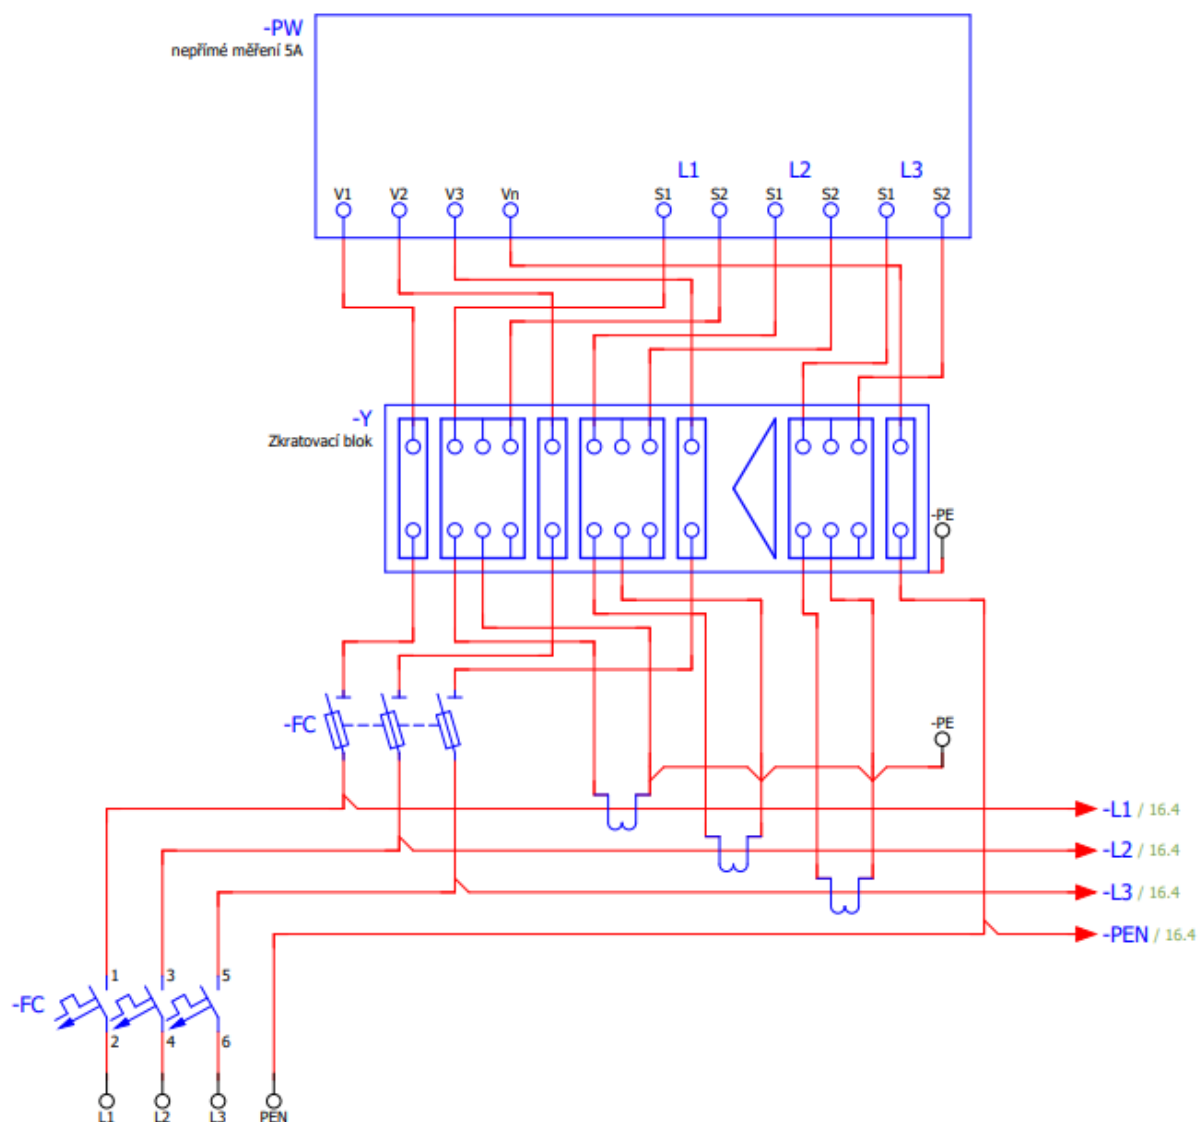 -PW
nepřímé měření 5A
L1 L2 L3
V1 V2 V3 Vn S1 S2 S1 S2 S1 S2
-Y
Zkratovací blok
-PE
-FC
-PE
-L1 / 16.4
-L2 / 16.4
-L3 / 16.4
-PEN / 16.4
1 3 5
-FC
2 4 6
L1 L2 L3 PEN